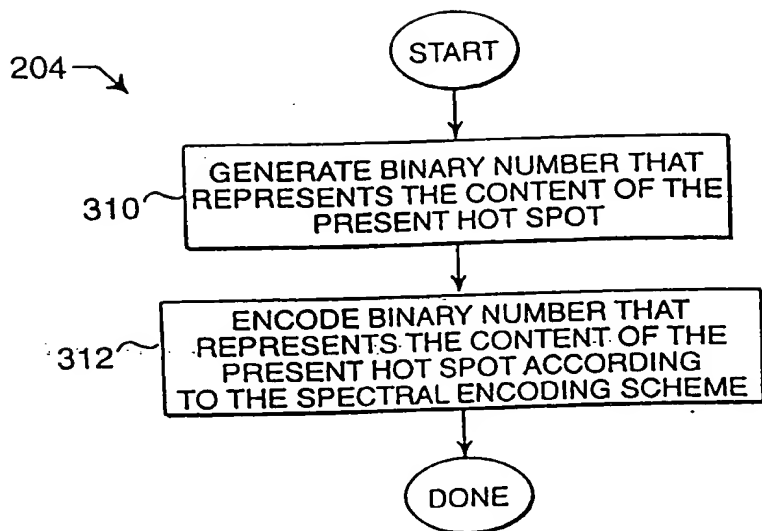 START
204
GENERATE BINARY NUMBER THAT
REPRESENTS THE CONTENT OF THE
PRESENT HOT SPOT
310
ENCODE BINARY NUMBER THAT
REPRESENTS THE CONTENT OF THE
PRESENT HOT SPOT ACCORDING
TO THE SPECTRAL ENCODING SCHEME
312
DONE